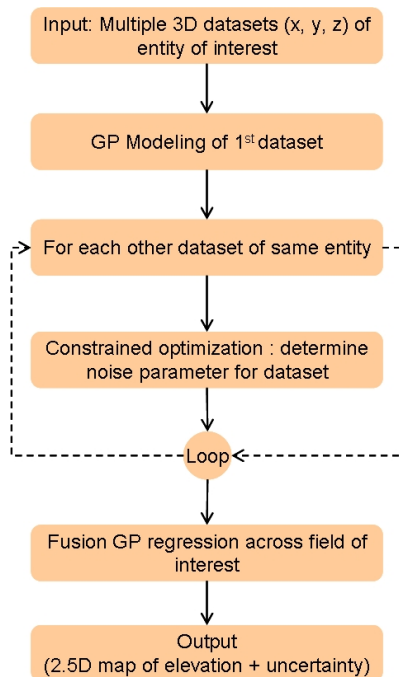 Input: Multiple 3D datasets (x, y, z) of
entity of interest
GP Modeling of 1st dataset
For each other dataset of same entity
Constrained optimization : determine
noise parameter for dataset
Loop
Fusion GP regression across field of
interest
Output
(2.5D map of elevation + uncertainty)